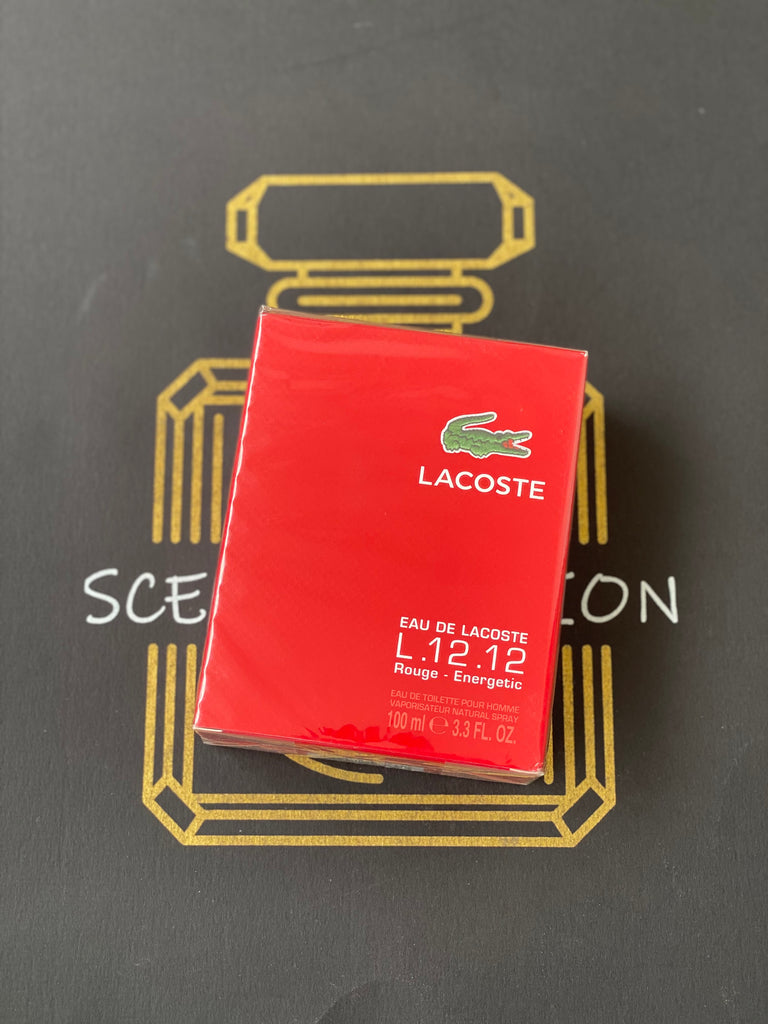 LACOSTE
SCE ION
EAU DE LACOSTE
L.12.12
Rouge - Energetic
EAU DE TOILETTE POUR HOMME
VAPORISATEUR NATURAL SPRAY
100 ml ℮ 3.3 FL. OZ.